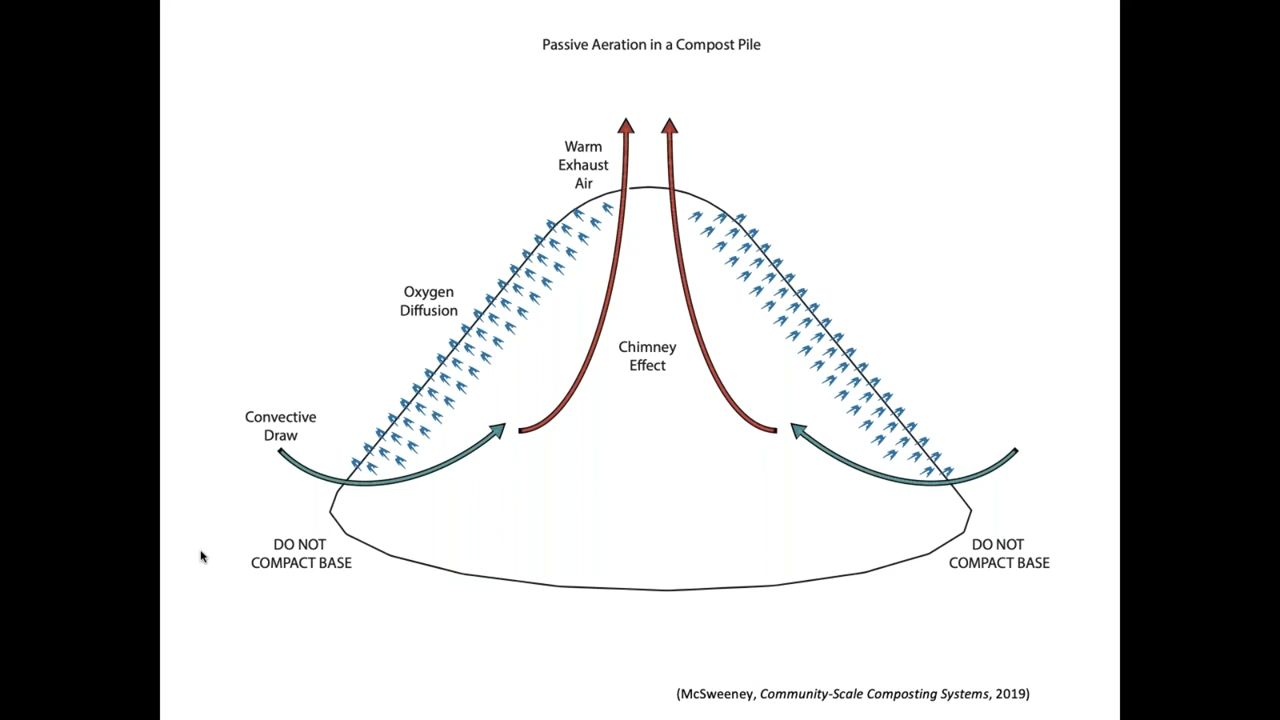 Passive Aeration in a Compost Pile
Warm
Exhaust
Air
Oxygen
Diffusion
Chimney
Effect
Convective
Draw
DO NOT
COMPACT BASE
DO NOT
COMPACT BASE
(McSweeney, Community-Scale Composting Systems, 2019)